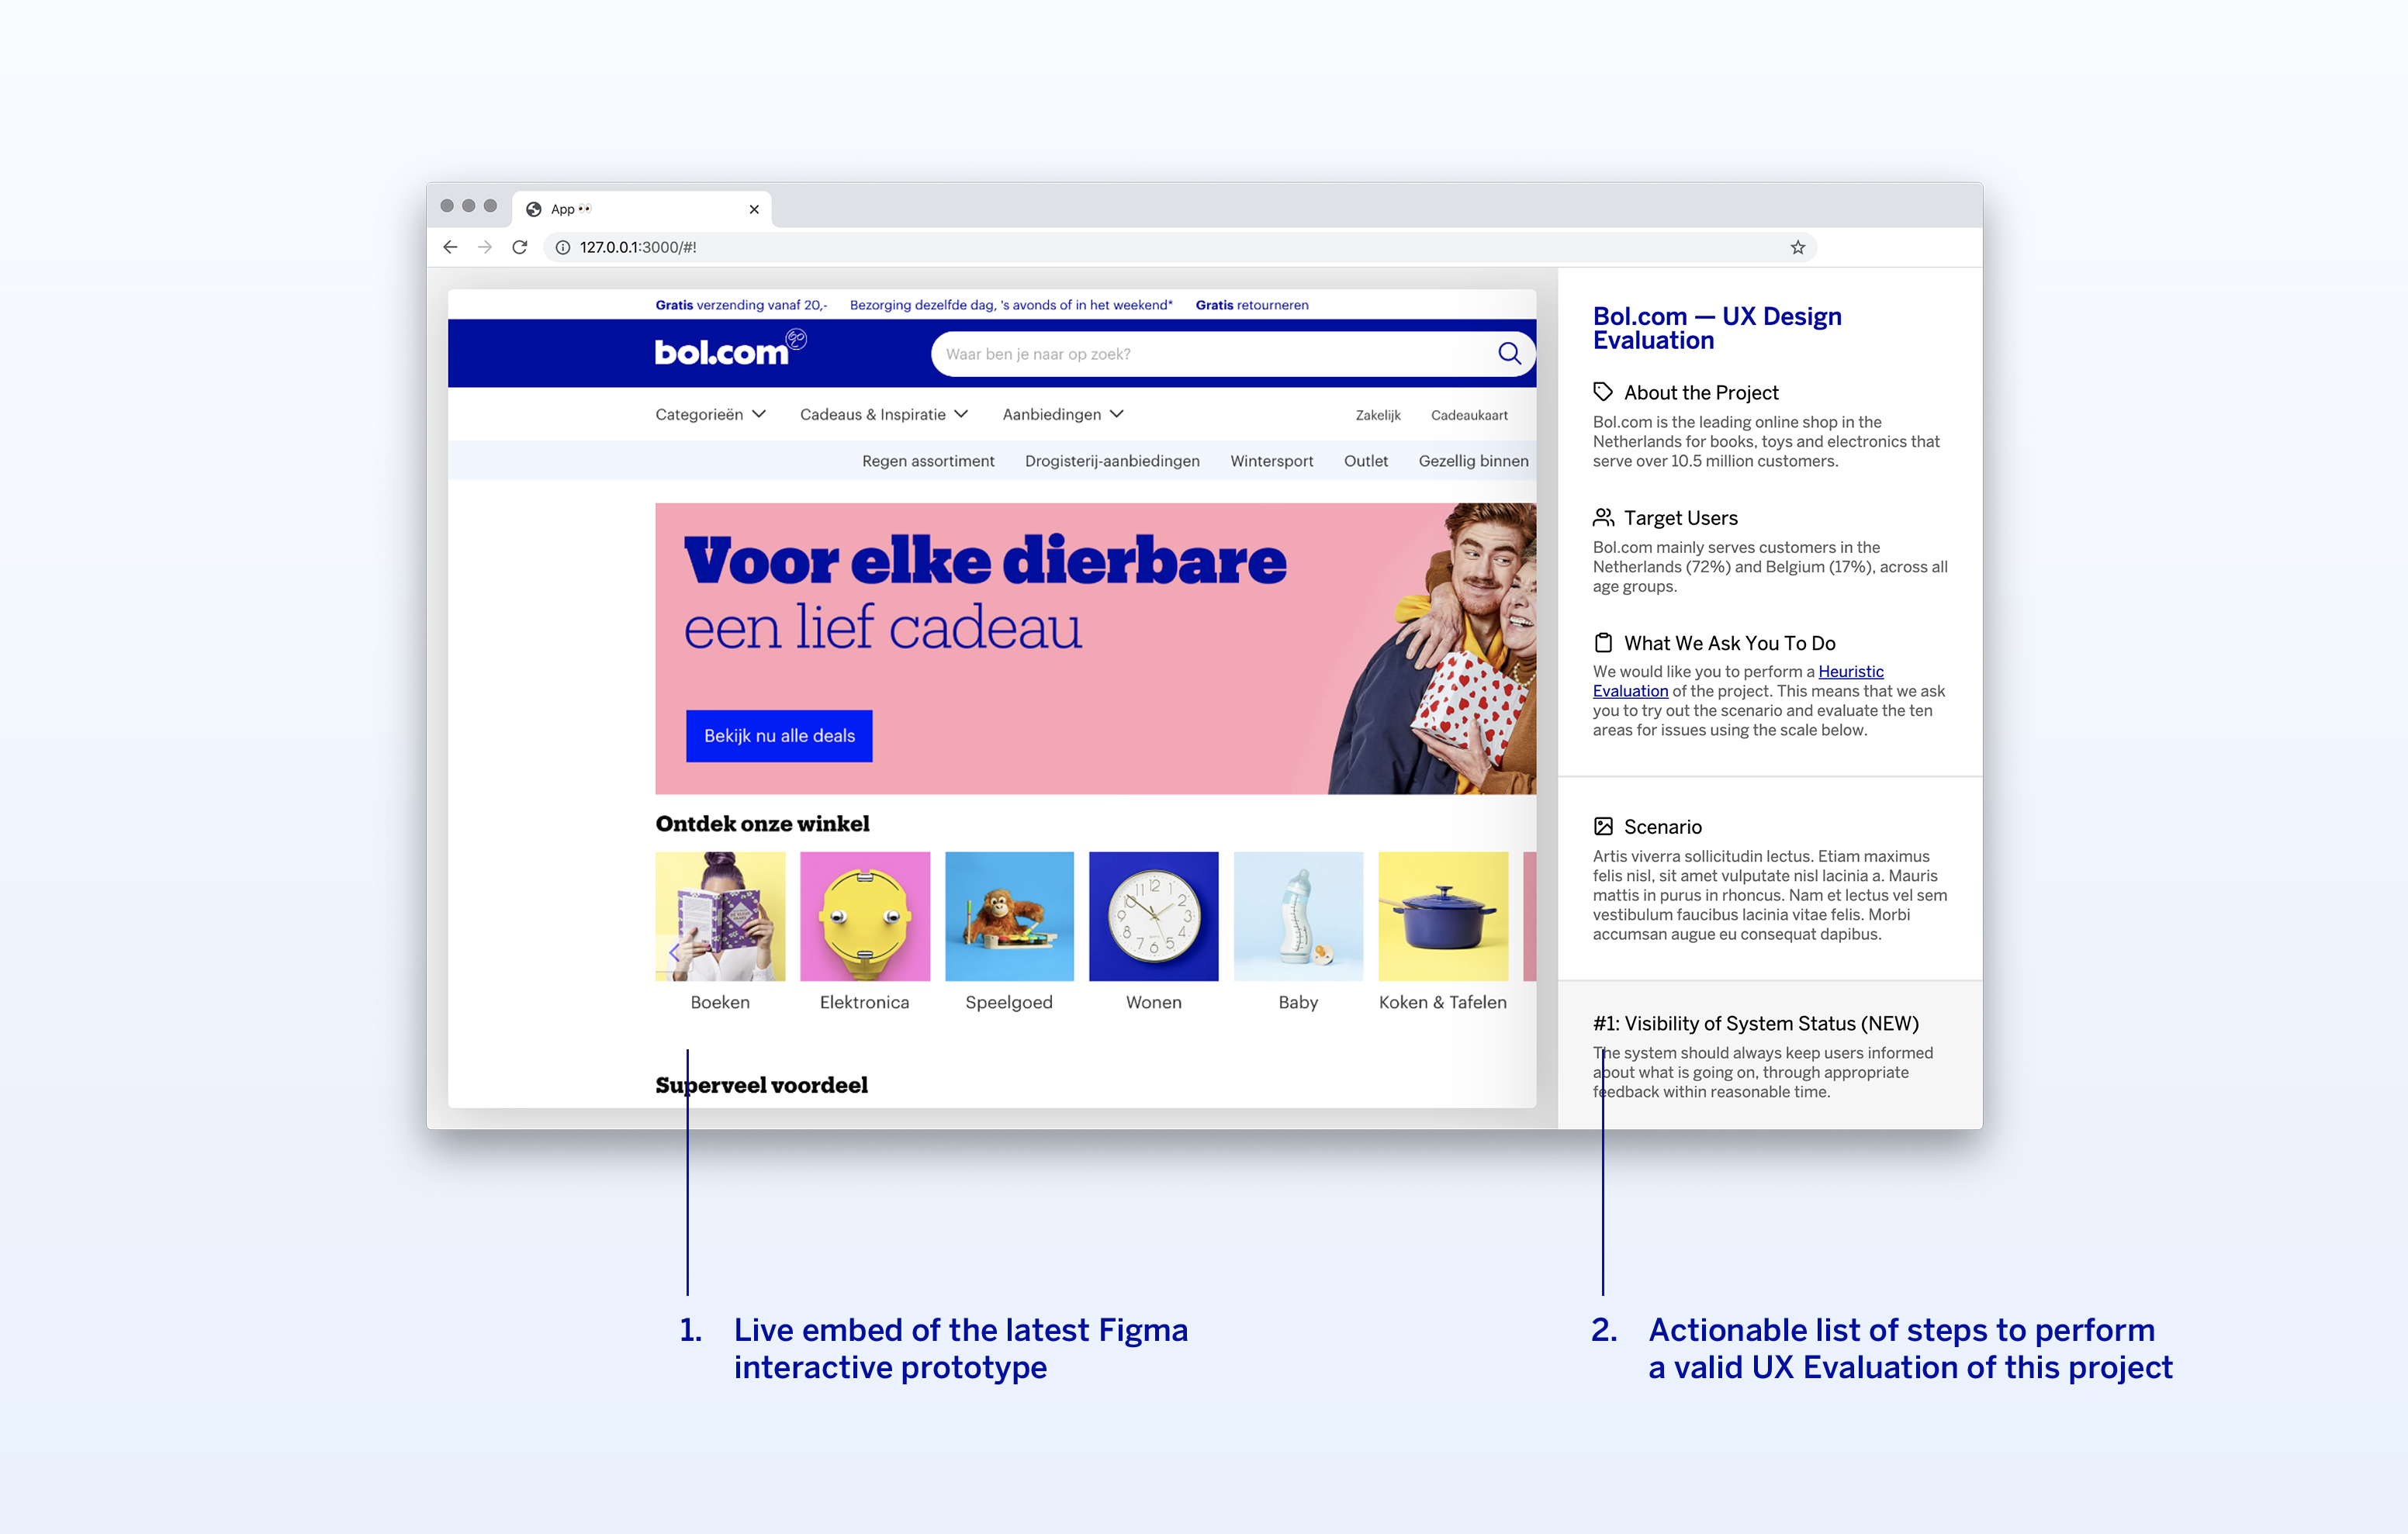 App 👀
127.0.0.1:3000/#!
Gratis verzending vanaf 20,- Bezorging dezelfde dag, 's avonds of in het weekend* Gratis retourneren
bol.com
Waar ben je naar op zoek?
Categorieën Cadeaus & Inspiratie Aanbiedingen Zakelijk Cadeaukaart
Regen assortiment Drogisterij-aanbiedingen Wintersport Outlet Gezellig binnen
Voor elke dierbare
een lief cadeau
Bekijk nu alle deals
Ontdek onze winkel
Boeken Elektronica Speelgoed Wonen Baby Koken & Tafelen
Superveel voordeel
Bol.com — UX Design
Evaluation
About the Project
Bol.com is the leading online shop in the
Netherlands for books, toys and electronics that
serve over 10.5 million customers.
Target Users
Bol.com mainly serves customers in the
Netherlands (72%) and Belgium (17%), across all
age groups.
What We Ask You To Do
We would like you to perform a Heuristic
Evaluation of the project. This means that we ask
you to try out the scenario and evaluate the ten
areas for issues using the scale below.
Scenario
Artis viverra sollicitudin lectus. Etiam maximus
felis nisl, sit amet vulputate nisl lacinia a. Mauris
mattis in purus in rhoncus. Nam et lectus vel sem
vestibulum faucibus lacinia vitae felis. Morbi
accumsan augue eu consequat dapibus.
#1: Visibility of System Status (NEW)
The system should always keep users informed
about what is going on, through appropriate
feedback within reasonable time.
1. Live embed of the latest Figma
interactive prototype
2. Actionable list of steps to perform
a valid UX Evaluation of this project